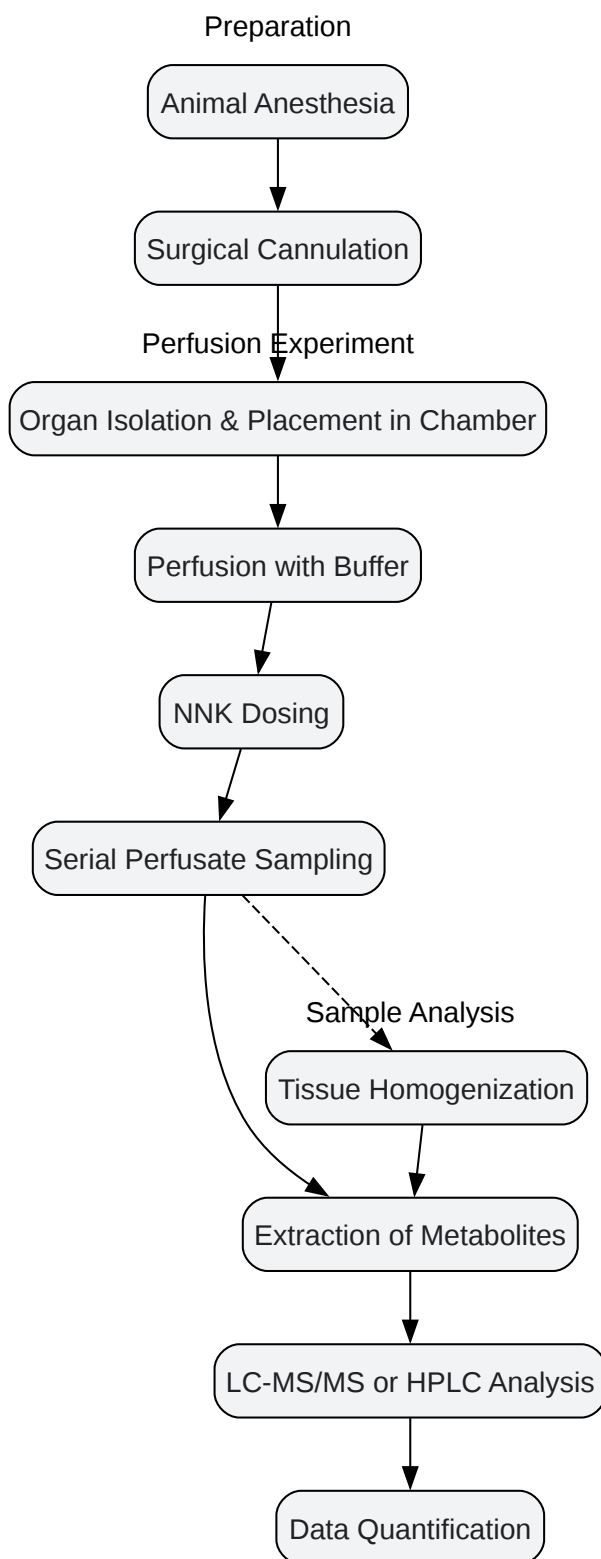 Preparation
Animal Anesthesia
Surgical Cannulation
Perfusion Experiment
Organ Isolation & Placement in Chamber
Perfusion with Buffer
NNK Dosing
Serial Perfusate Sampling
Sample Analysis
Tissue Homogenization
Extraction of Metabolites
LC-MS/MS or HPLC Analysis
Data Quantification